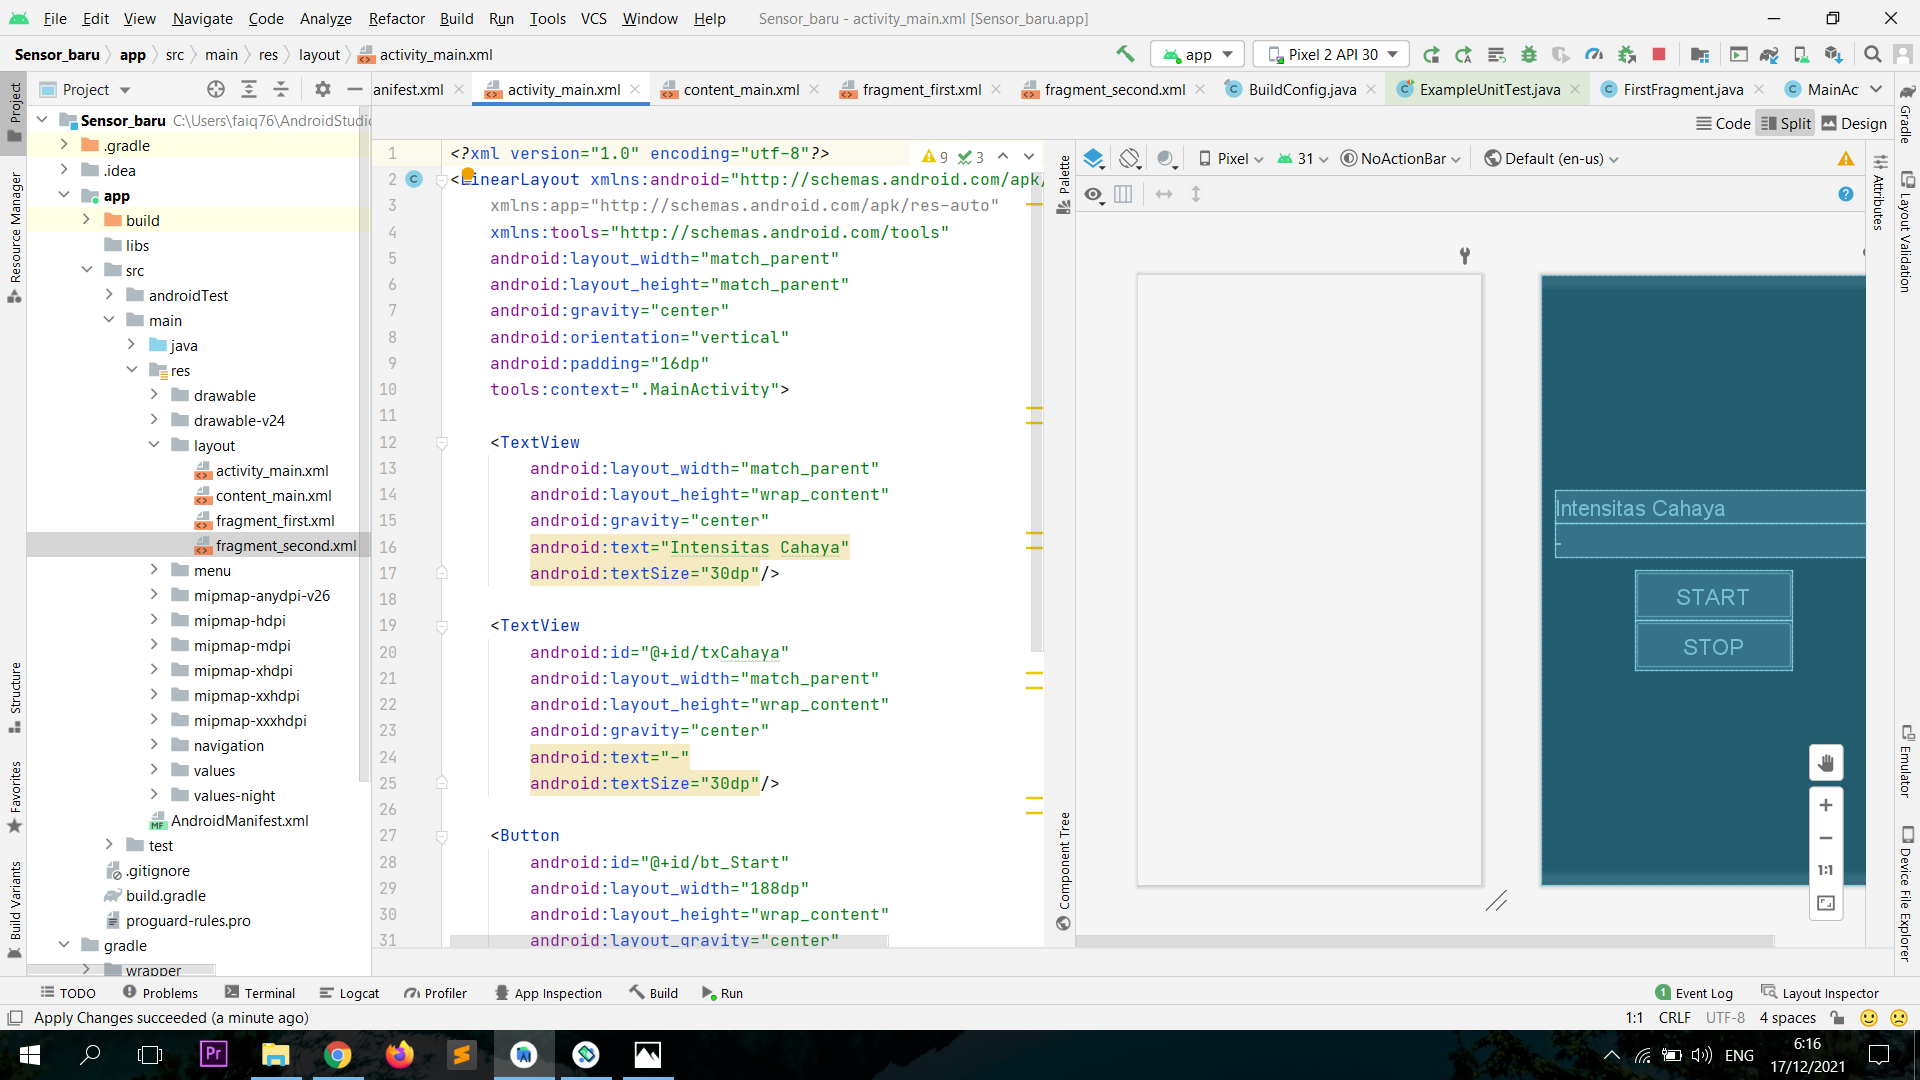 File Edit View Navigate Code Analyze Refactor Build Run Tools VCS Window Help Sensor_baru - activity_main.xml [Sensor_baru.app]
Sensor_baru app src main res layout activity_main.xml app Pixel 2 API 30
Project anifest.xml activity_main.xml content_main.xml fragment_first.xml fragment_second.xml BuildConfig.java ExampleUnitTest.java FirstFragment.java MainAc
Code Split Design
Project
Resource Manager
Structure
Favorites
Build Variants
Sensor_baru C:\Users\faiq76\AndroidStudi
.gradle
.idea
app
build
libs
src
androidTest
main
java
res
drawable
drawable-v24
layout
activity_main.xml
content_main.xml
fragment_first.xml
fragment_second.xml
menu
mipmap-anydpi-v26
mipmap-hdpi
mipmap-mdpi
mipmap-xhdpi
mipmap-xxhdpi
mipmap-xxxhdpi
navigation
values
values-night
MF AndroidManifest.xml
test
.gitignore
build.gradle
proguard-rules.pro
gradle
wrapper
9 3
1 <?xml version="1.0" encoding="utf-8"?>
2 C <LinearLayout xmlns:android="http://schemas.android.com/apk/
3 xmlns:app="http://schemas.android.com/apk/res-auto"
4 xmlns:tools="http://schemas.android.com/tools"
5 android:layout_width="match_parent"
6 android:layout_height="match_parent"
7 android:gravity="center"
8 android:orientation="vertical"
9 android:padding="16dp"
10 tools:context=".MainActivity">
11
12 <TextView
13 android:layout_width="match_parent"
14 android:layout_height="wrap_content"
15 android:gravity="center"
16 android:text="Intensitas Cahaya"
17 android:textSize="30dp"/>
18
19 <TextView
20 android:id="@+id/txCahaya"
21 android:layout_width="match_parent"
22 android:layout_height="wrap_content"
23 android:gravity="center"
24 android:text="-"
25 android:textSize="30dp"/>
26
27 <Button
28 android:id="@+id/bt_Start"
29 android:layout_width="188dp"
30 android:layout_height="wrap_content"
31 android:layout_gravity="center"
Palette
Component Tree
Pixel 31 NoActionBar Default (en-us)
Intensitas Cahaya
-
START
STOP
1:1
Attributes
Gradle
Layout Validation
Emulator
Device File Explorer
TODO Problems Terminal Logcat Profiler App Inspection Build Run 1 Event Log Layout Inspector
Apply Changes succeeded (a minute ago) 1:1 CRLF UTF-8 4 spaces
Pr ENG 6:16
17/12/2021